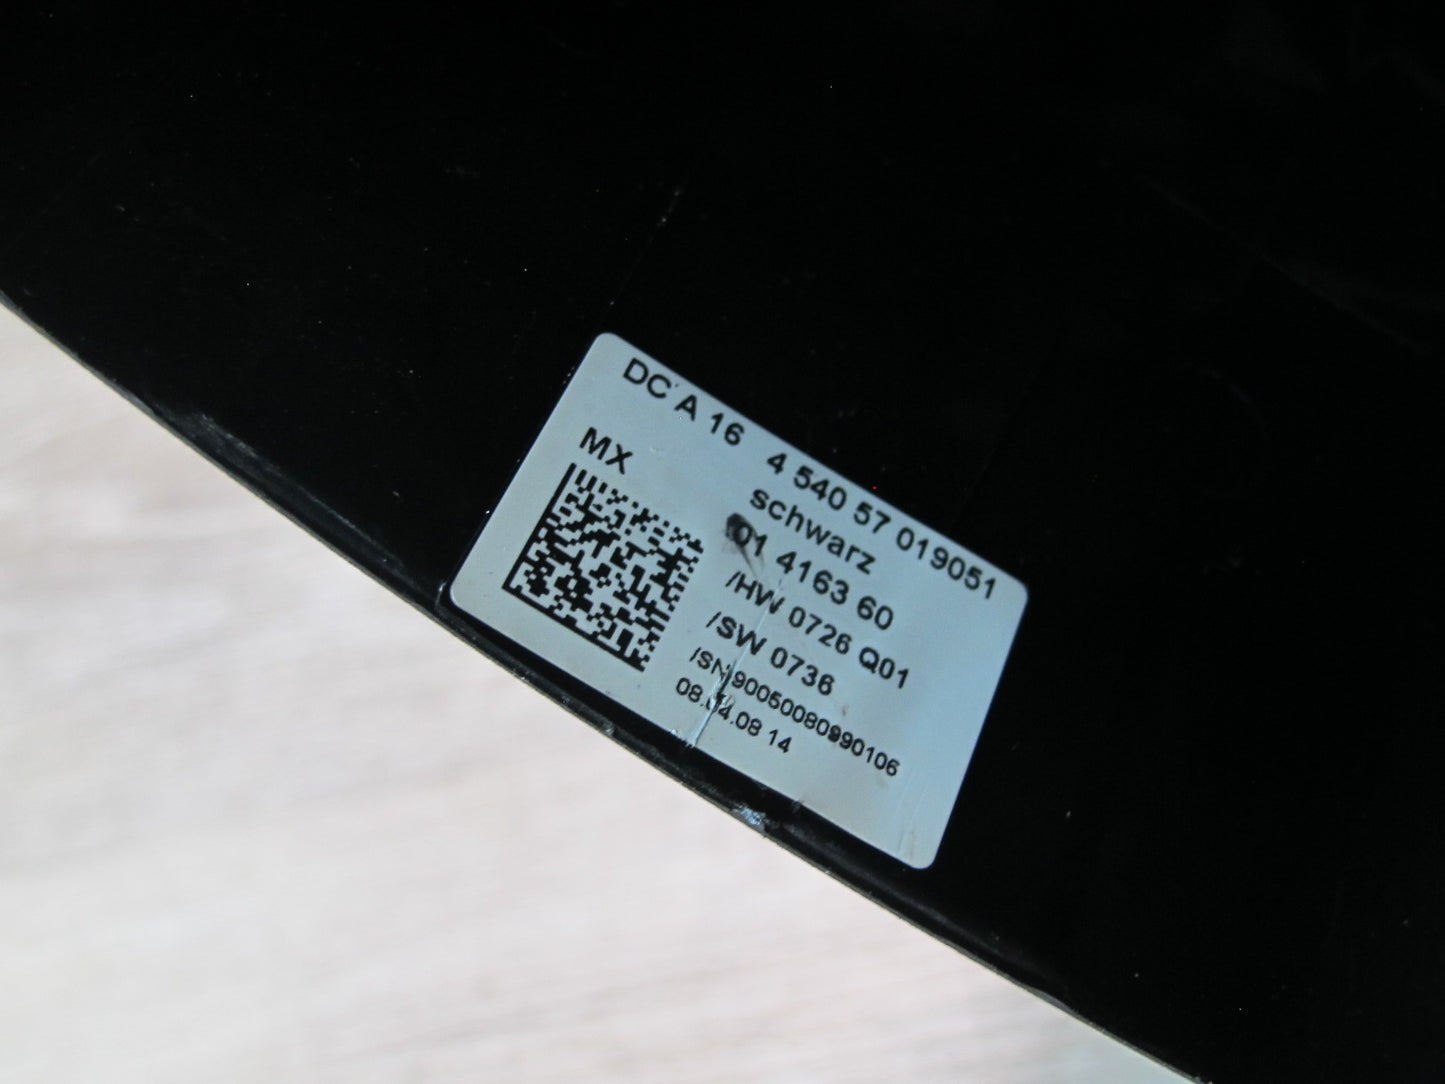 DC A 16 4 540 57 019051
MX
schwarz
01 4163 60
/HW 0726 Q01
/SW 0736
/SN 90050080990106
08.04.08 14